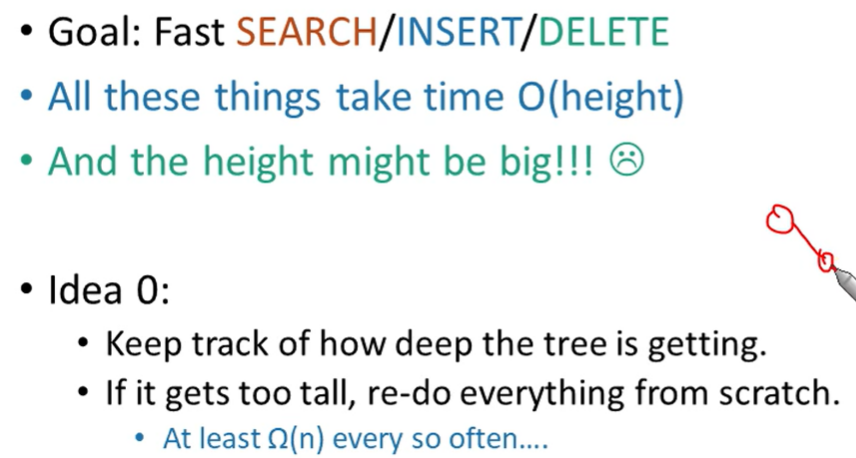 • Goal: Fast SEARCH/INSERT/DELETE
• All these things take time O(height)
• And the height might be big!!! ☹
• Idea 0:
• Keep track of how deep the tree is getting.
• If it gets too tall, re-do everything from scratch.
• At least Ω(n) every so often....